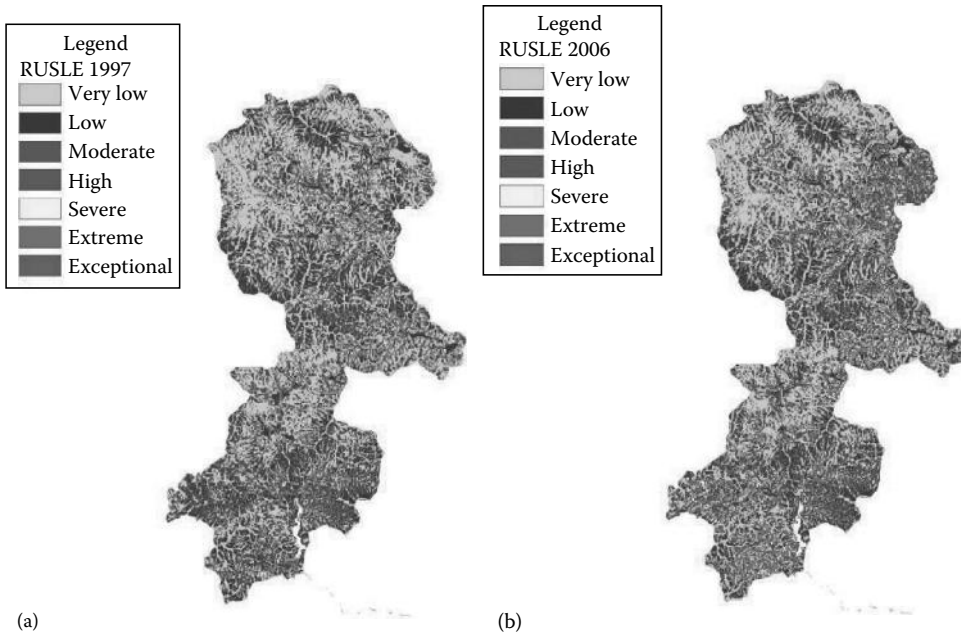 Legend
RUSLE 1997
Very low
Low
Moderate
High
Severe
Extreme
Exceptional
(a)
Legend
RUSLE 2006
Very low
Low
Moderate
High
Severe
Extreme
Exceptional
(b)